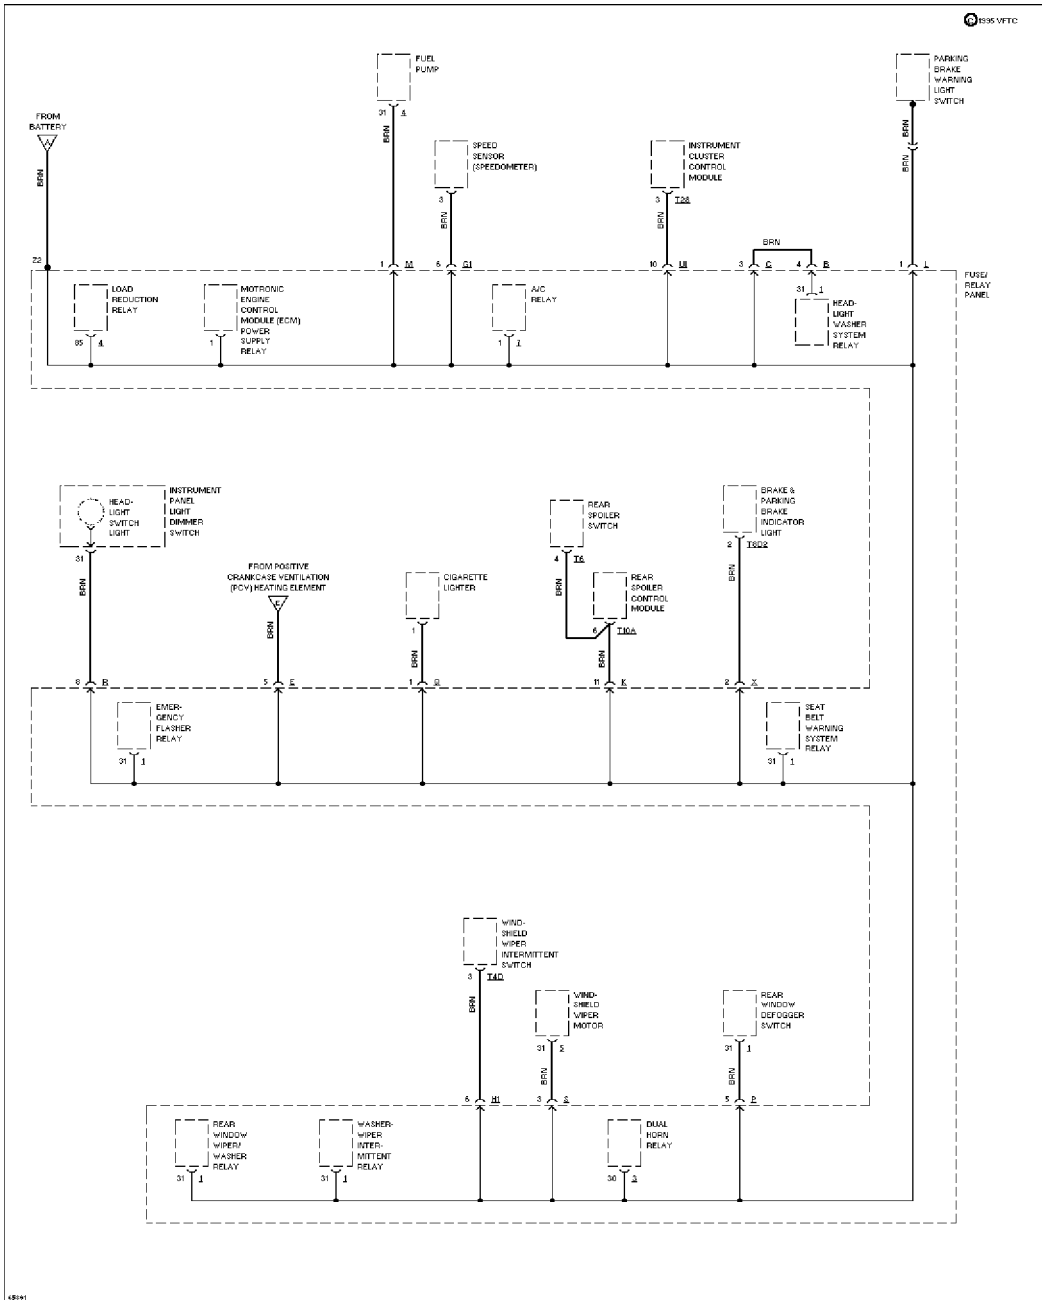 © 1995 VFTC
FUEL
PUMP
31 4
BRN
PARKING
BRAKE
WARNING
LIGHT
SWITCH
BRN
BRN
FROM
BATTERY
A
BRN
SPEED
SENSOR
(SPEEDOMETER)
3
BRN
INSTRUMENT
CLUSTER
CONTROL
MODULE
3 T28
BRN
BRN
Z2
1 M
6 G1
10 U1
3 C
4 B
1 L
FUSE/
RELAY
PANEL
LOAD
REDUCTION
RELAY
85 4
MOTRONIC
ENGINE
CONTROL
MODULE (ECM)
POWER
SUPPLY
RELAY
1
A/C
RELAY
1 7
31 1
HEAD-
LIGHT
WASHER
SYSTEM
RELAY
HEAD-
LIGHT
SWITCH
LIGHT
INSTRUMENT
PANEL
LIGHT
DIMMER
SWITCH
31
BRN
FROM POSITIVE
CRANKCASE VENTILATION
(PCV) HEATING ELEMENT
E
BRN
CIGARETTE
LIGHTER
1
BRN
REAR
SPOILER
SWITCH
4 T6
BRN
REAR
SPOILER
CONTROL
MODULE
6 T10A
BRN
BRAKE &
PARKING
BRAKE
INDICATOR
LIGHT
2 T8D2
BRN
8 R
5 E
1 D
11 K
2 X
EMER-
GENCY
FLASHER
RELAY
31 1
SEAT
BELT
WARNING
SYSTEM
RELAY
31 1
WIND-
SHIELD
WIPER
INTERMITTENT
SWITCH
3 T4D
BRN
WIND-
SHIELD
WIPER
MOTOR
31 5
BRN
REAR
WINDOW
DEFOGGER
SWITCH
31 1
BRN
6 H1
3 S
5 P
REAR
WINDOW
WIPER/
WASHER
RELAY
31 1
WASHER-
WIPER
INTER-
MITTENT
RELAY
31 1
DUAL
HORN
RELAY
30 3